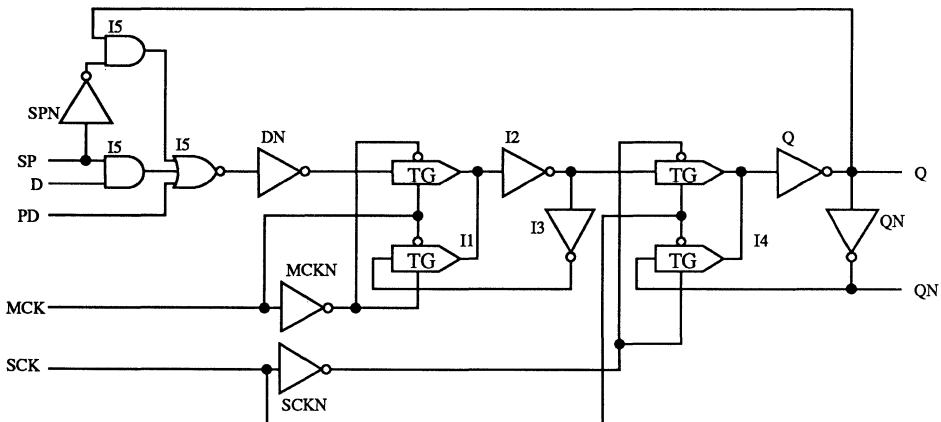 I5
SPN
I5
I5
DN
I2
Q
SP
D
PD
TG
TG
Q
I1
I3
I4
QN
TG
TG
MCKN
MCK
QN
SCK
SCKN